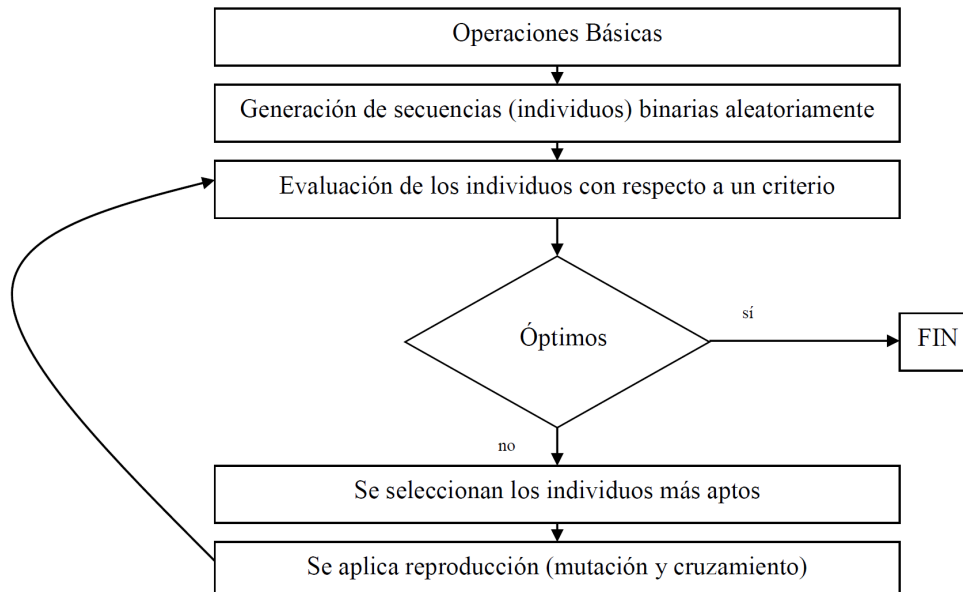 Operaciones Básicas
Generación de secuencias (individuos) binarias aleatoriamente
Evaluación de los individuos con respecto a un criterio
Óptimos
sí
FIN
no
Se seleccionan los individuos más aptos
Se aplica reproducción (mutación y cruzamiento)